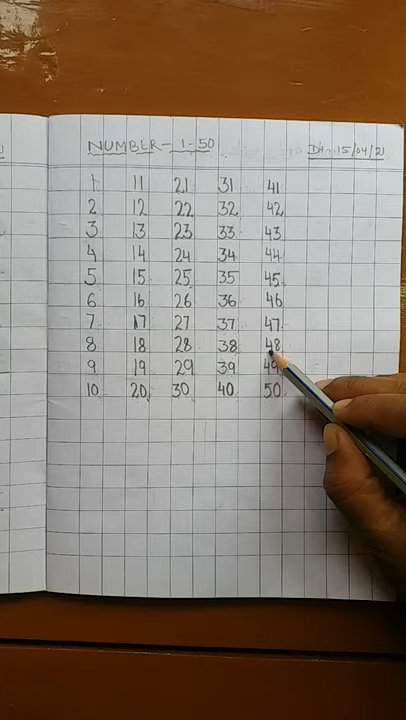 NUMBER - 1-50
Dt - 15/04/21
1 11 21 31 41
2 12 22 32 42
3 13 23 33 43
4 14 24 34 44
5 15 25 35 45
6 16 26 36 46
7 17 27 37 47
8 18 28 38 48
9 19 29 39 49
10 20 30 40 50